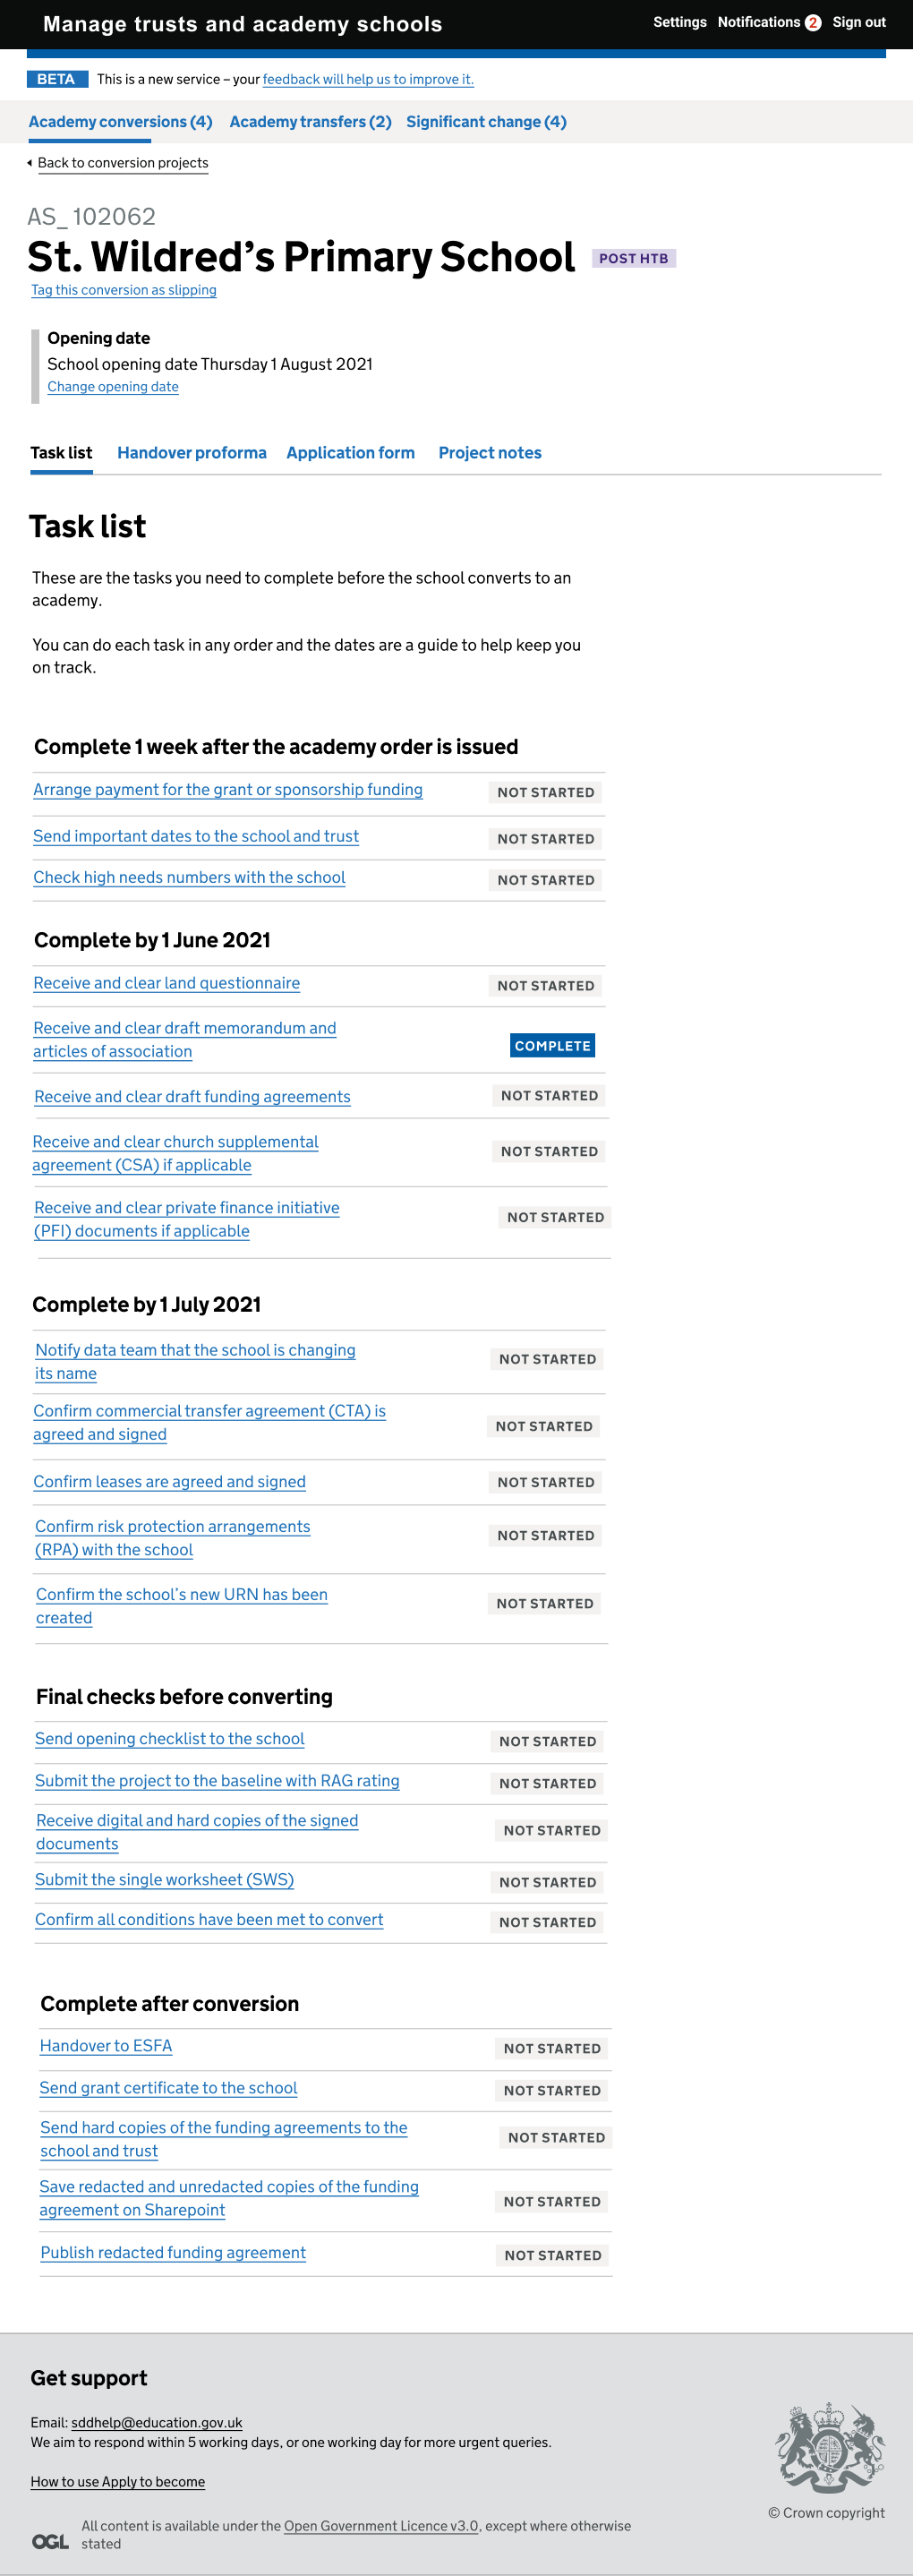 Manage trusts and academy schools
Settings Notifications 2 Sign out
BETA This is a new service – your feedback will help us to improve it.
Academy conversions (4) Academy transfers (2) Significant change (4)
Back to conversion projects
AS_ 102062
St. Wildred’s Primary School POST HTB
Tag this conversion as slipping
Opening date
School opening date Thursday 1 August 2021
Change opening date
Task list Handover proforma Application form Project notes
Task list
These are the tasks you need to complete before the school converts to an
academy.
You can do each task in any order and the dates are a guide to help keep you
on track.
Complete 1 week after the academy order is issued
Arrange payment for the grant or sponsorship funding NOT STARTED
Send important dates to the school and trust NOT STARTED
Check high needs numbers with the school NOT STARTED
Complete by 1 June 2021
Receive and clear land questionnaire NOT STARTED
Receive and clear draft memorandum and
articles of association COMPLETE
Receive and clear draft funding agreements NOT STARTED
Receive and clear church supplemental
agreement (CSA) if applicable NOT STARTED
Receive and clear private finance initiative
(PFI) documents if applicable NOT STARTED
Complete by 1 July 2021
Notify data team that the school is changing
its name NOT STARTED
Confirm commercial transfer agreement (CTA) is
agreed and signed NOT STARTED
Confirm leases are agreed and signed NOT STARTED
Confirm risk protection arrangements
(RPA) with the school NOT STARTED
Confirm the school’s new URN has been
created NOT STARTED
Final checks before converting
Send opening checklist to the school NOT STARTED
Submit the project to the baseline with RAG rating NOT STARTED
Receive digital and hard copies of the signed
documents NOT STARTED
Submit the single worksheet (SWS) NOT STARTED
Confirm all conditions have been met to convert NOT STARTED
Complete after conversion
Handover to ESFA NOT STARTED
Send grant certificate to the school NOT STARTED
Send hard copies of the funding agreements to the
school and trust NOT STARTED
Save redacted and unredacted copies of the funding
agreement on Sharepoint NOT STARTED
Publish redacted funding agreement NOT STARTED
Get support
Email: sddhelp@education.gov.uk
We aim to respond within 5 working days, or one working day for more urgent queries.
How to use Apply to become
© Crown copyright
OGL All content is available under the Open Government Licence v3.0, except where otherwise
stated